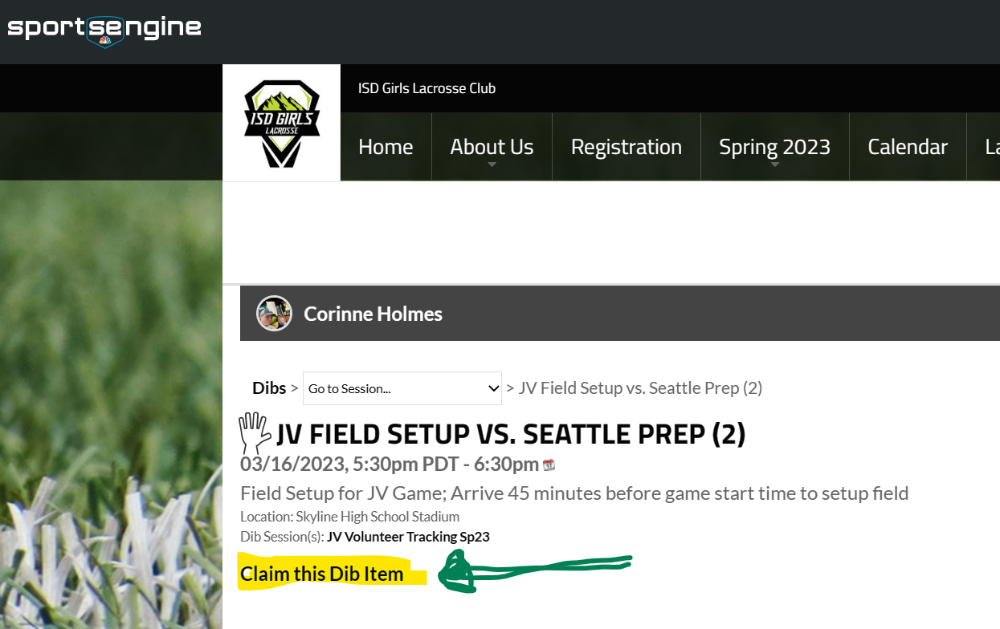 sportsengine
ISD Girls Lacrosse Club
ISD GIRLS
LACROSSE
Home About Us Registration Spring 2023 Calendar La
Corinne Holmes
Dibs > Go to Session... > JV Field Setup vs. Seattle Prep (2)
JV FIELD SETUP VS. SEATTLE PREP (2)
03/16/2023, 5:30pm PDT - 6:30pm
Field Setup for JV Game; Arrive 45 minutes before game start time to setup field
Location: Skyline High School Stadium
Dib Session(s): JV Volunteer Tracking Sp23
Claim this Dib Item